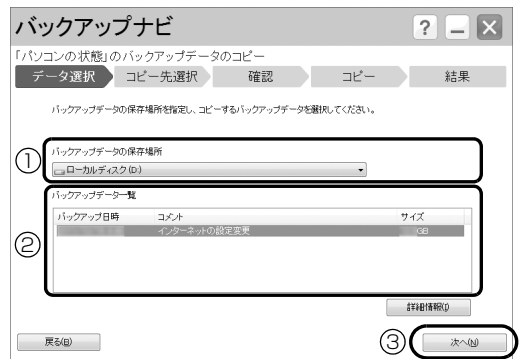 バックアップナビ ? － ×
「パソコンの状態」のバックアップデータのコピー
データ選択 コピー先選択 確認 コピー 結果
バックアップデータの保存場所を指定し、コピーするバックアップデータを選択してください。
① バックアップデータの保存場所
ローカルディスク(D:)
バックアップデータ一覧
バックアップ日時 コメント サイズ
② インターネットの設定変更 GB
詳細情報(I)
戻る(B) ③ 次へ(N)